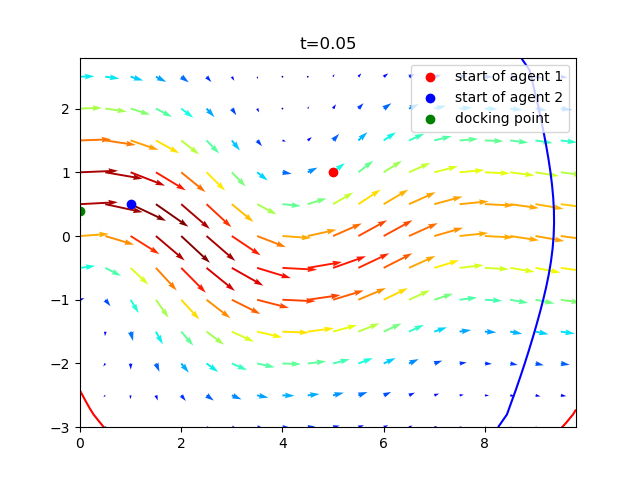 t=0.05
start of agent 1
start of agent 2
docking point
2
1
0
−1
−2
−3
0 2 4 6 8